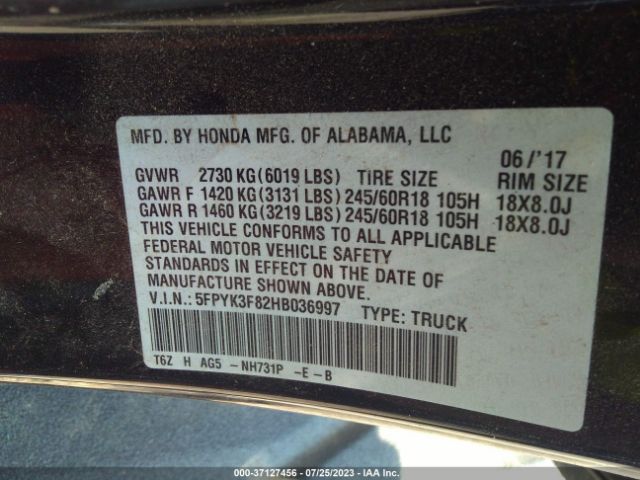 MFD. BY HONDA MFG. OF ALABAMA, LLC
06/'17
GVWR 2730 KG(6019 LBS) TIRE SIZE RIM SIZE
GAWR F 1420 KG(3131 LBS)245/60R18 105H 18X8.0J
GAWR R 1460 KG(3219 LBS)245/60R18 105H 18X8.0J
THIS VEHICLE CONFORMS TO ALL APPLICABLE
FEDERAL MOTOR VEHICLE SAFETY
STANDARDS IN EFFECT ON THE DATE OF
MANUFACTURE SHOWN ABOVE.
V.I.N.: 5FPYK3F82HB036997 TYPE: TRUCK
T6Z H AG5 -NH731P -E-B
000-37127456 - 07/25/2023 - IAA Inc.